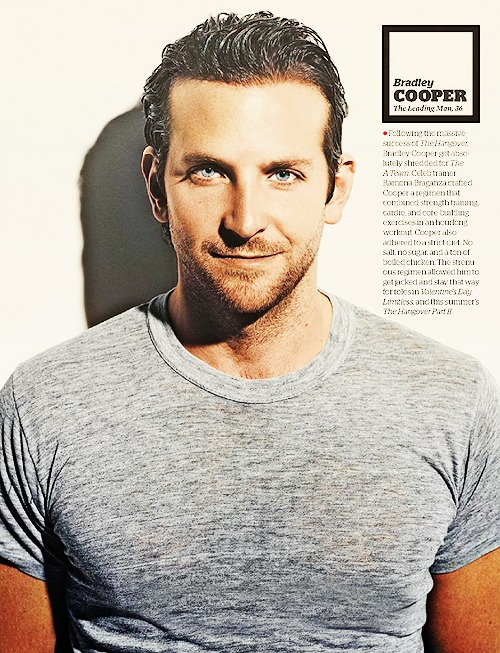 Bradley
COOPER
The Leading Man, 36
Following the massive
success of The Hangover,
Bradley Cooper got abso-
lutely shredded for The
A-Team. Celeb trainer
Ramona Braganza crafted
Cooper a regimen that
combined strength training,
cardio, and core-building
exercises in an hourlong
workout. Cooper also
adhered to a strict diet. No
salt, no sugar, and a ton of
boiled chicken. The strenu-
ous regimen allowed him to
get jacked and stay that way
for roles in Valentine's Day,
Limitless, and this summer's
The Hangover Part II.